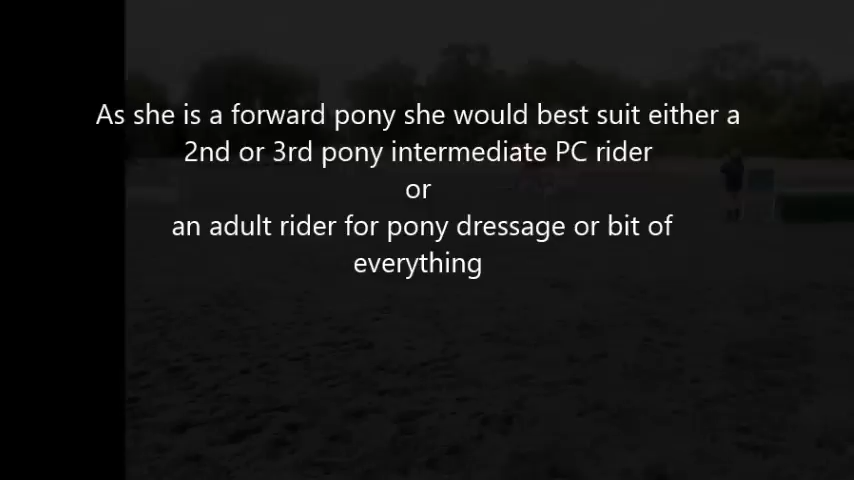 As she is a forward pony she would best suit either a
2nd or 3rd pony intermediate PC rider
or
an adult rider for pony dressage or bit of
everything